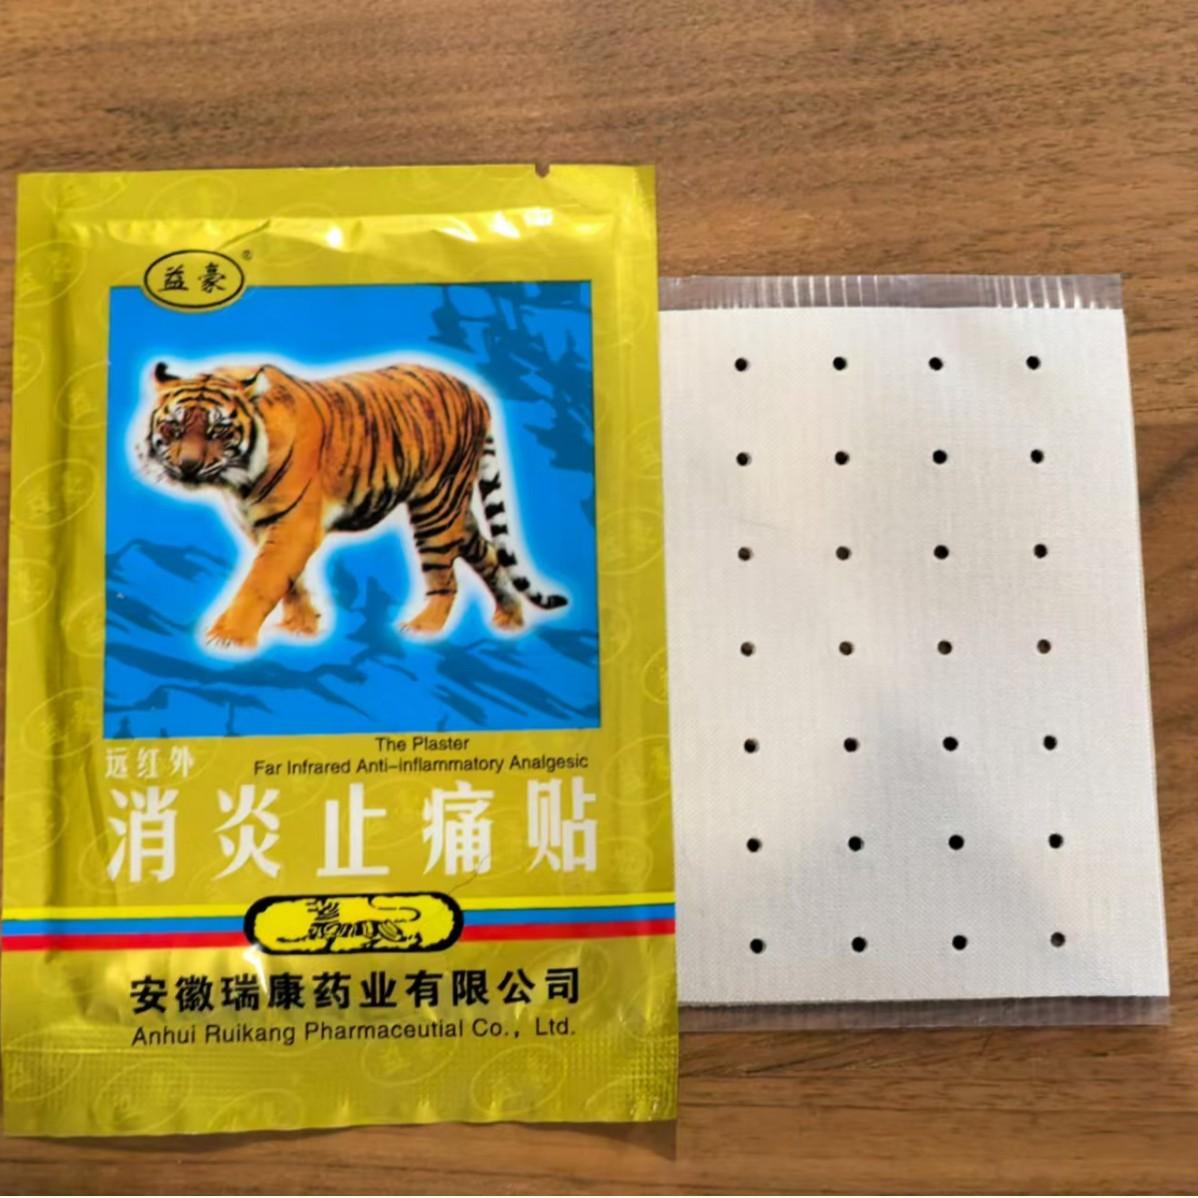 益豪®
The Plaster
远红外
Far Infrared Anti-inflammatory Analgesic
消炎止痛贴
安徽瑞康药业有限公司
Anhui Ruikang Pharmaceutial Co., Ltd.